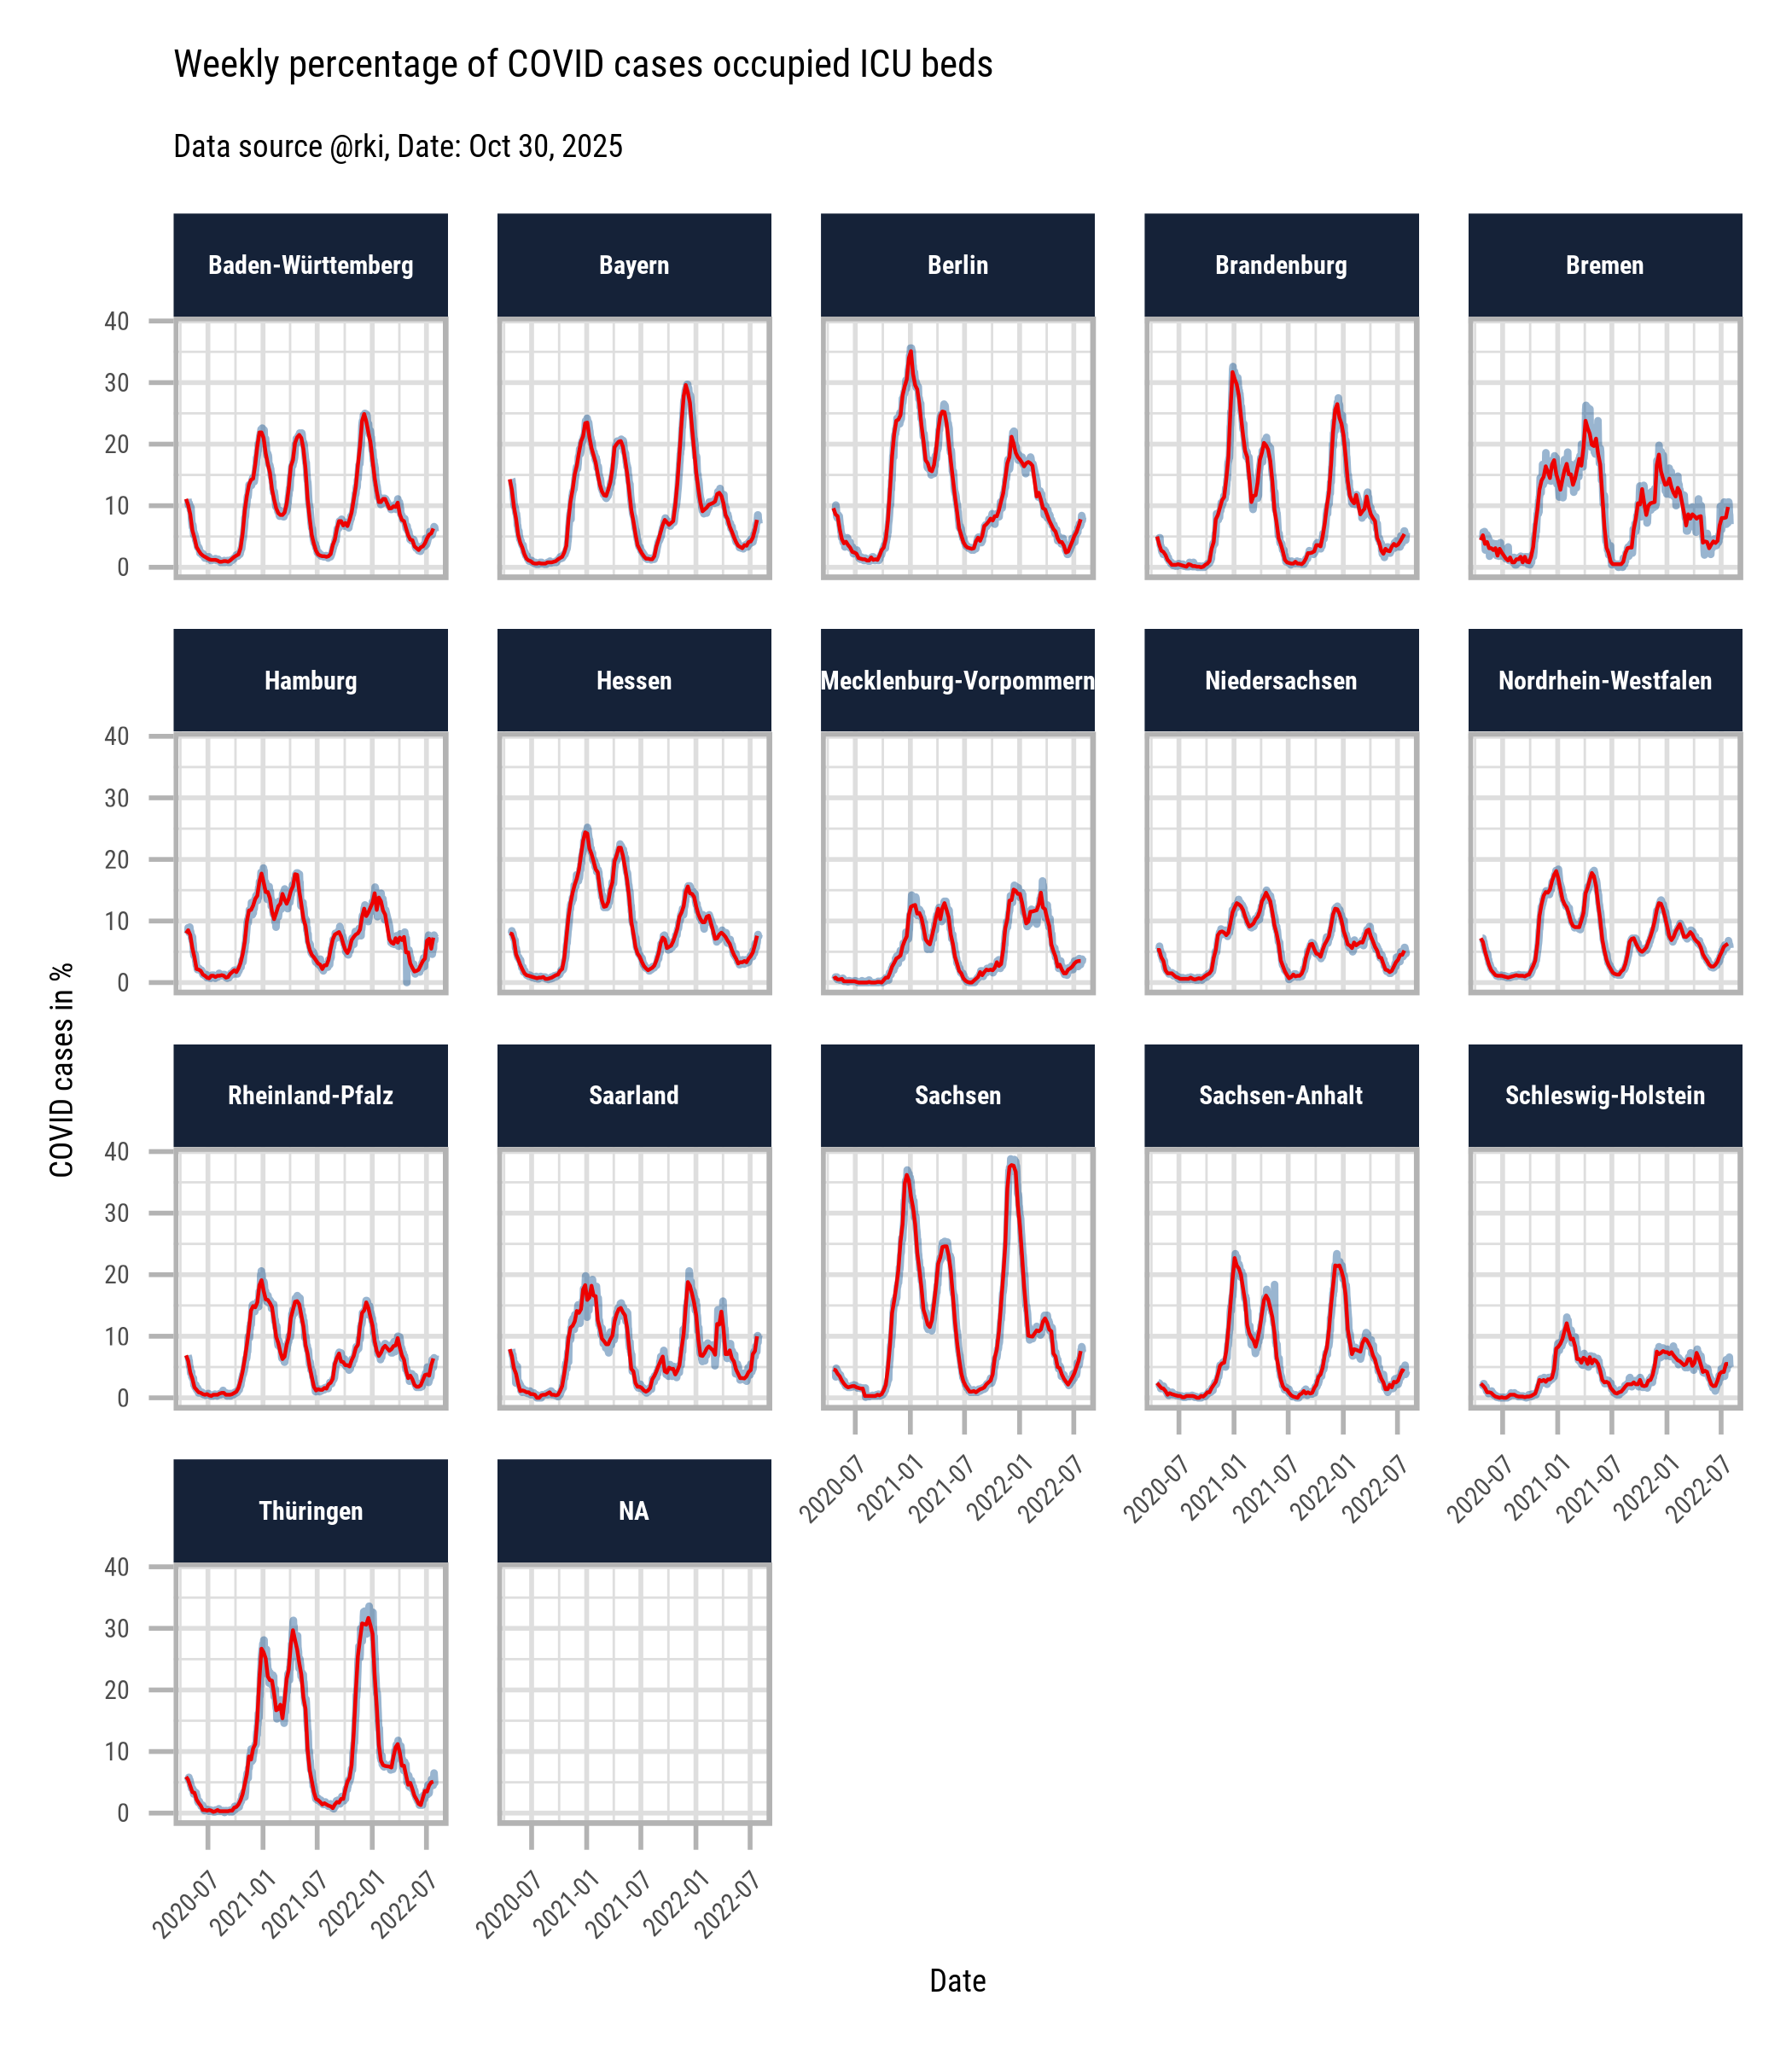 Weekly percentage of COVID cases occupied ICU beds
Data source @rki, Date: Oct 30, 2025
Baden-Württemberg
Bayern
Berlin
Brandenburg
Bremen
40
30
20
10
0
Hamburg
Hessen
Mecklenburg-Vorpommern
Niedersachsen
Nordrhein-Westfalen
40
30
20
10
0
COVID cases in %
Rheinland-Pfalz
Saarland
Sachsen
Sachsen-Anhalt
Schleswig-Holstein
40
30
20
10
0
2020-07
2021-01
2021-07
2022-01
2022-07
2020-07
2021-01
2021-07
2022-01
2022-07
2020-07
2021-01
2021-07
2022-01
2022-07
Thüringen
NA
40
30
20
10
0
2020-07
2021-01
2021-07
2022-01
2022-07
2020-07
2021-01
2021-07
2022-01
2022-07
Date